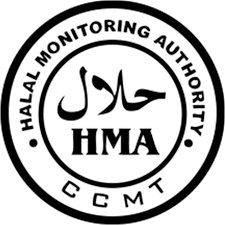 HALAL MONITORING AUTHORITY
حلال
HMA
CCMT